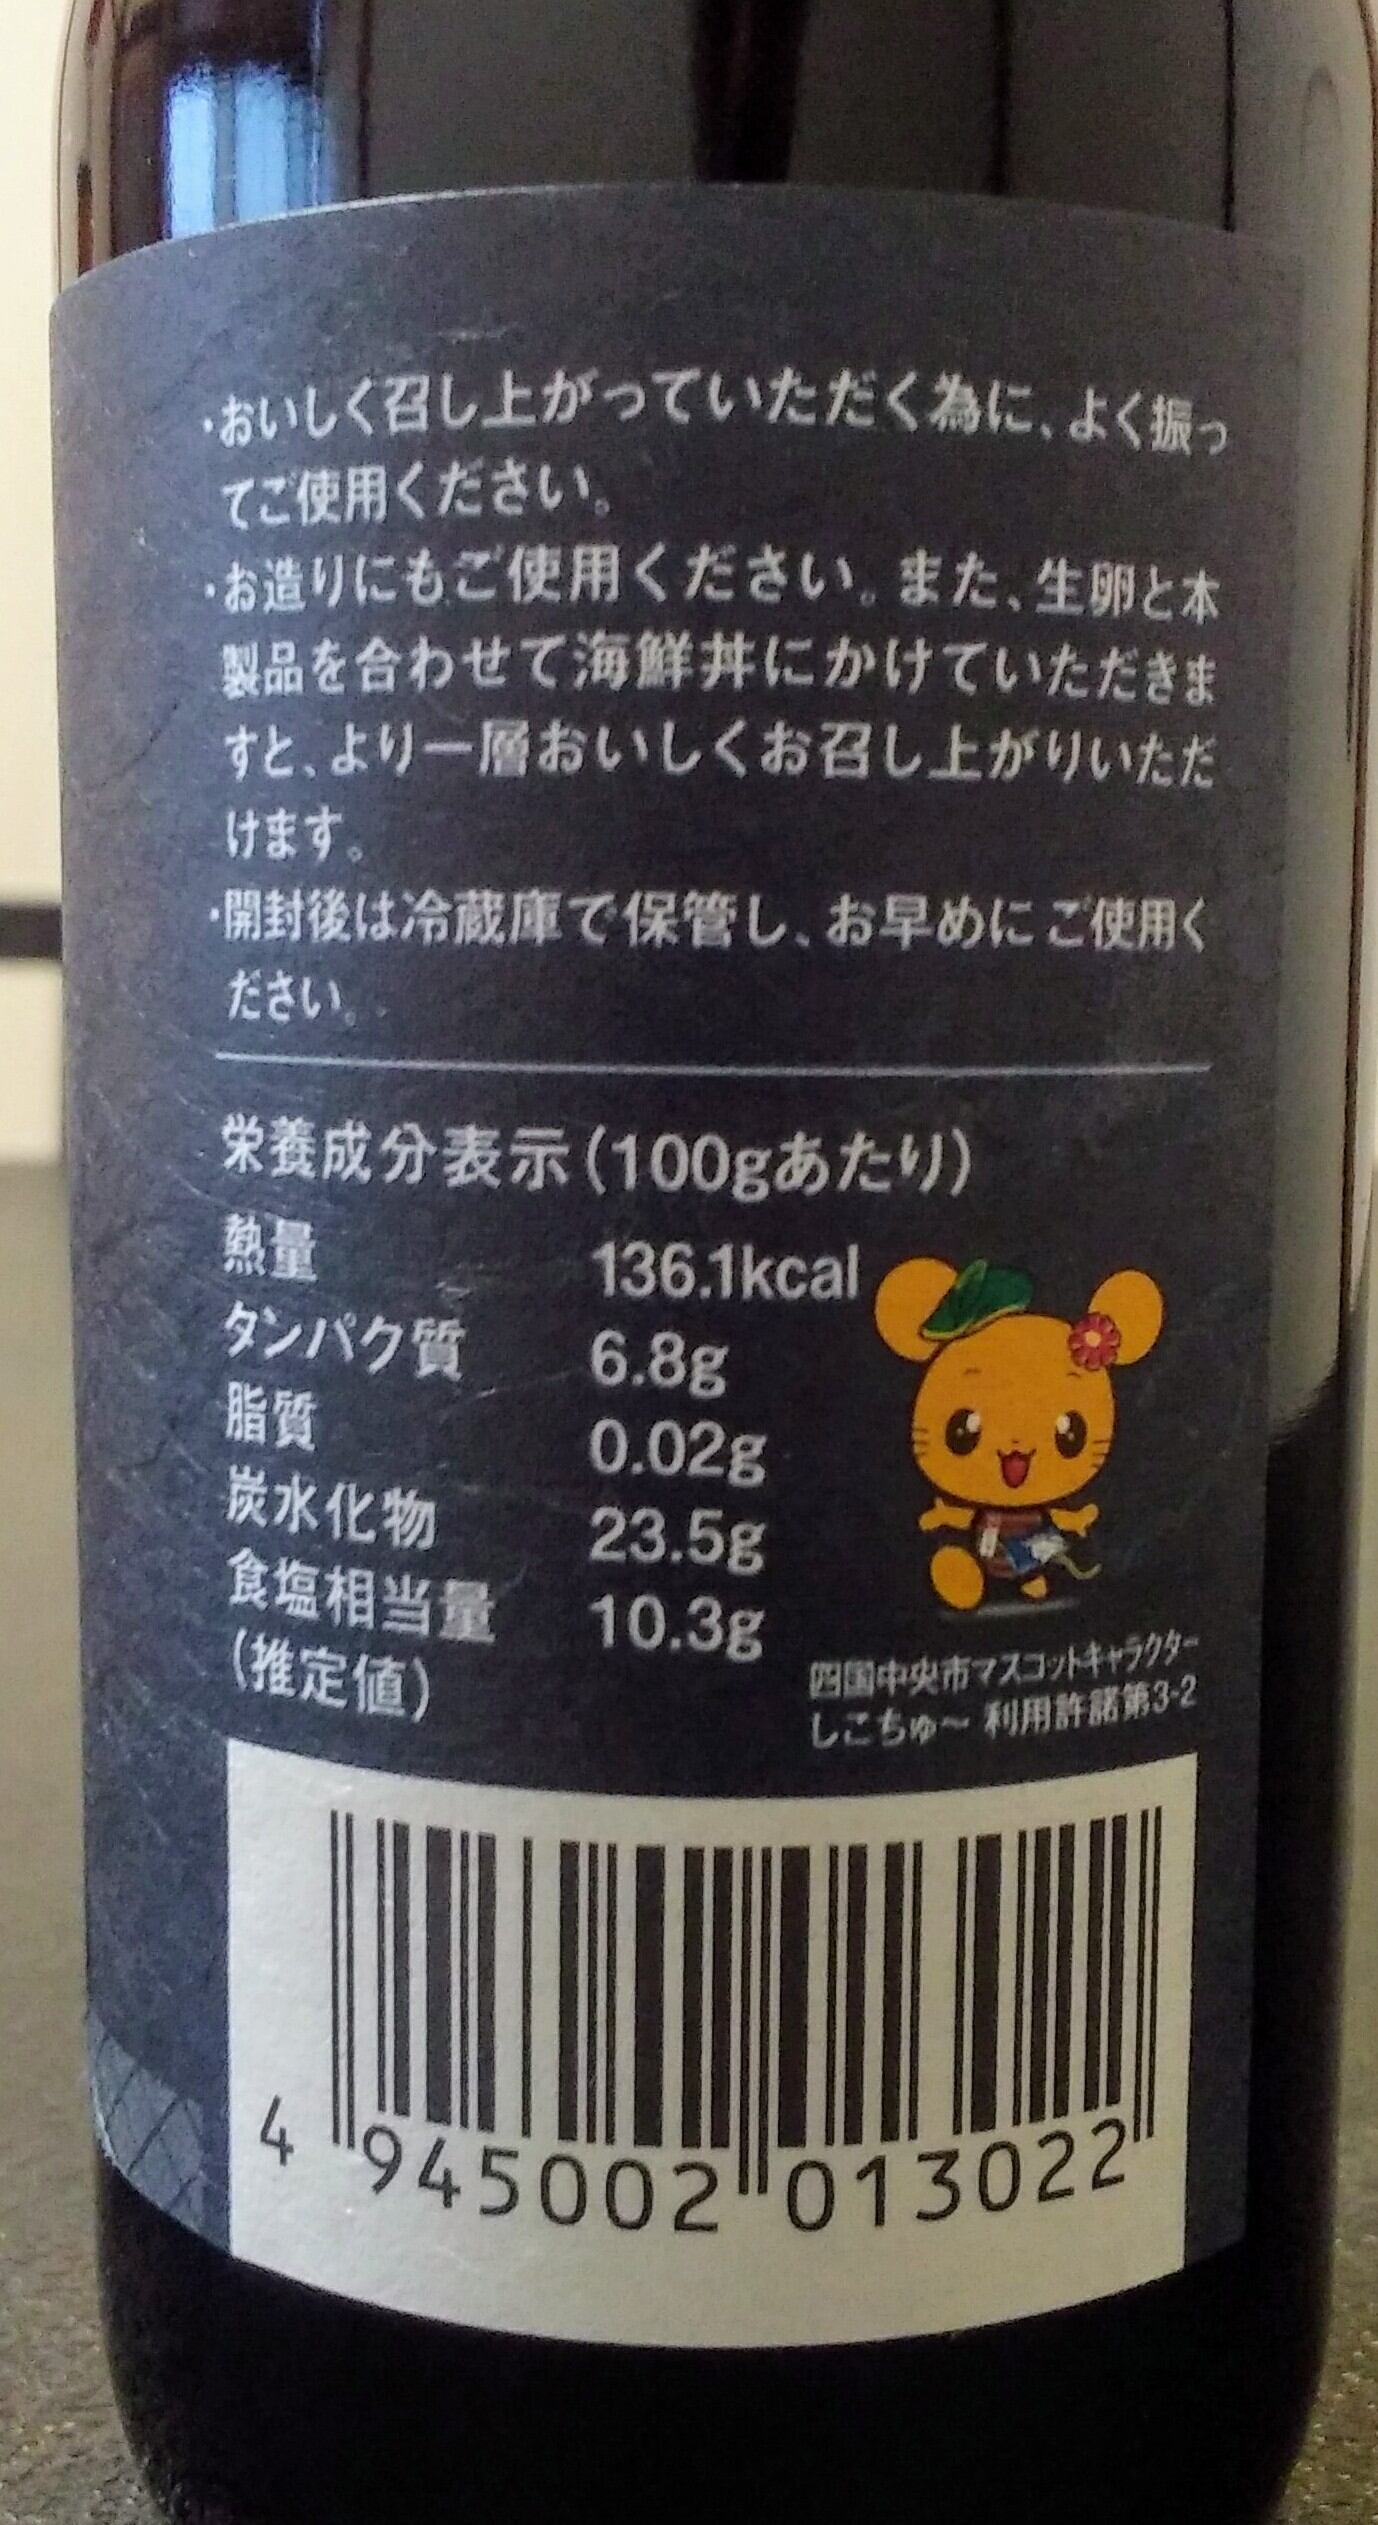 ・おいしく召し上がっていただく為に、よく振っ
てご使用ください。
・お造りにもご使用ください。また、生卵と本
製品を合わせて海鮮丼にかけていただきま
すと、より一層おいしくお召し上がりいただ
けます。
・開封後は冷蔵庫で保管し、お早めにご使用く
ださい。
栄養成分表示(100gあたり)
熱量 136.1kcal
タンパク質 6.8g
脂質 0.02g
炭水化物 23.5g
食塩相当量 10.3g
(推定値)
四国中央市マスコットキャラクター
しこちゅ〜 利用許諾第3-2
4 945002 013022